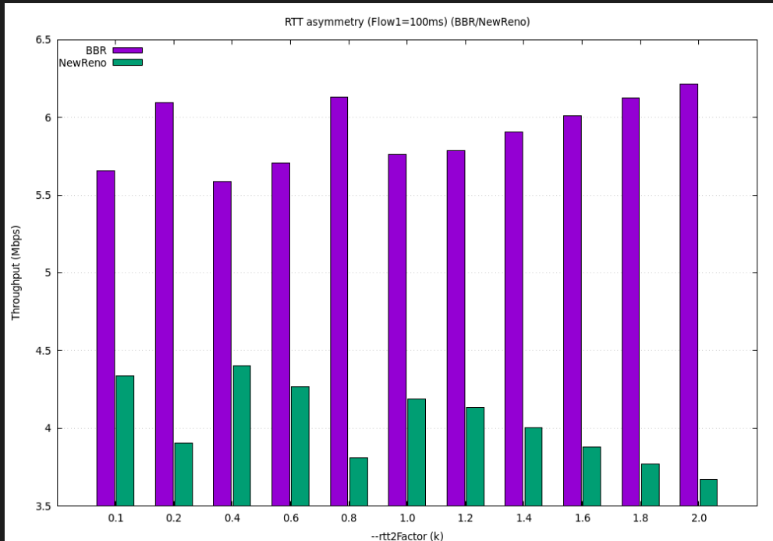 RTT asymmetry (Flow1=100ms) (BBR/NewReno)
6.5
BBR
NewReno
6
5.5
5
4.5
4
3.5
Throughput (Mbps)
0.1 0.2 0.4 0.6 0.8 1.0 1.2 1.4 1.6 1.8 2.0
--rtt2Factor (k)